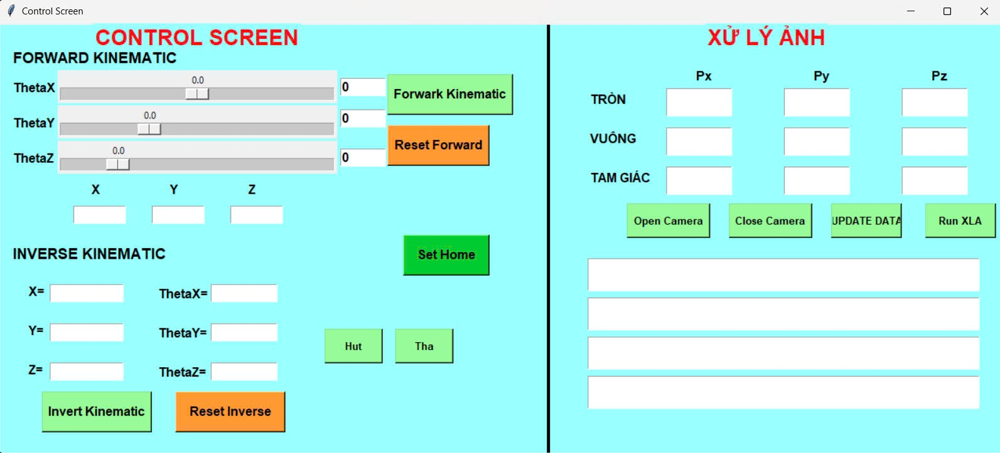 Control Screen
CONTROL SCREEN
FORWARD KINEMATIC
ThetaX 0.0 0
Forwark Kinematic
ThetaY 0.0 0
Reset Forward
ThetaZ 0.0 0
X Y Z
Set Home
INVERSE KINEMATIC
X= ThetaX=
Y= ThetaY=
Hut Tha
Z= ThetaZ=
Invert Kinematic Reset Inverse
XỬ LÝ ẢNH
Px Py Pz
TRÒN
VUÔNG
TAM GIÁC
Open Camera Close Camera UPDATE DATA Run XLA